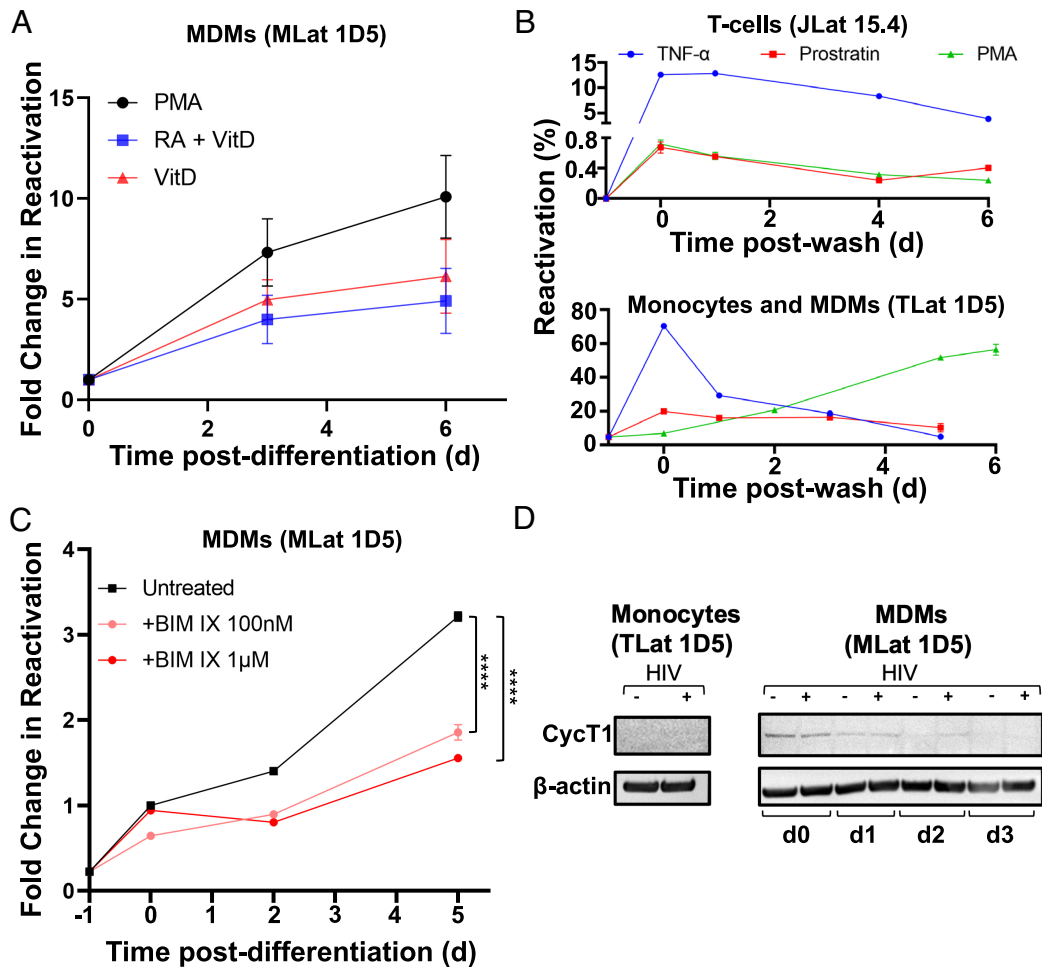 A
MDMs (MLat 1D5)
Fold Change in Reactivation
15
10
5
0
PMA
RA + VitD
VitD
0 2 4 6
Time post-differentiation (d)
B
T-cells (JLat 15.4)
TNF-α Prostratin PMA
Reactivation (%)
15
10
5
0.8
0.4
0
0 2 4 6
Time post-wash (d)
Monocytes and MDMs (TLat 1D5)
80
60
40
20
0
0 2 4 6
Time post-wash (d)
C
MDMs (MLat 1D5)
Fold Change in Reactivation
4
3
2
1
0
Untreated
+BIM IX 100nM
+BIM IX 1µM
****
****
-1 0 1 2 3 4 5
Time post-differentiation (d)
D
Monocytes
(TLat 1D5)
HIV
- +
MDMs
(MLat 1D5)
HIV
- + - + - + - +
CycT1
β-actin
d0 d1 d2 d3